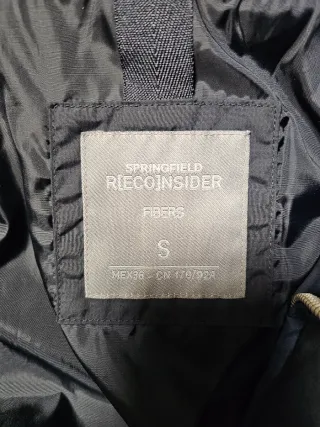 SPRINGFIELD
R[ECO]NSIDER
FIBERS
S
MEX36 - CN 170/92A